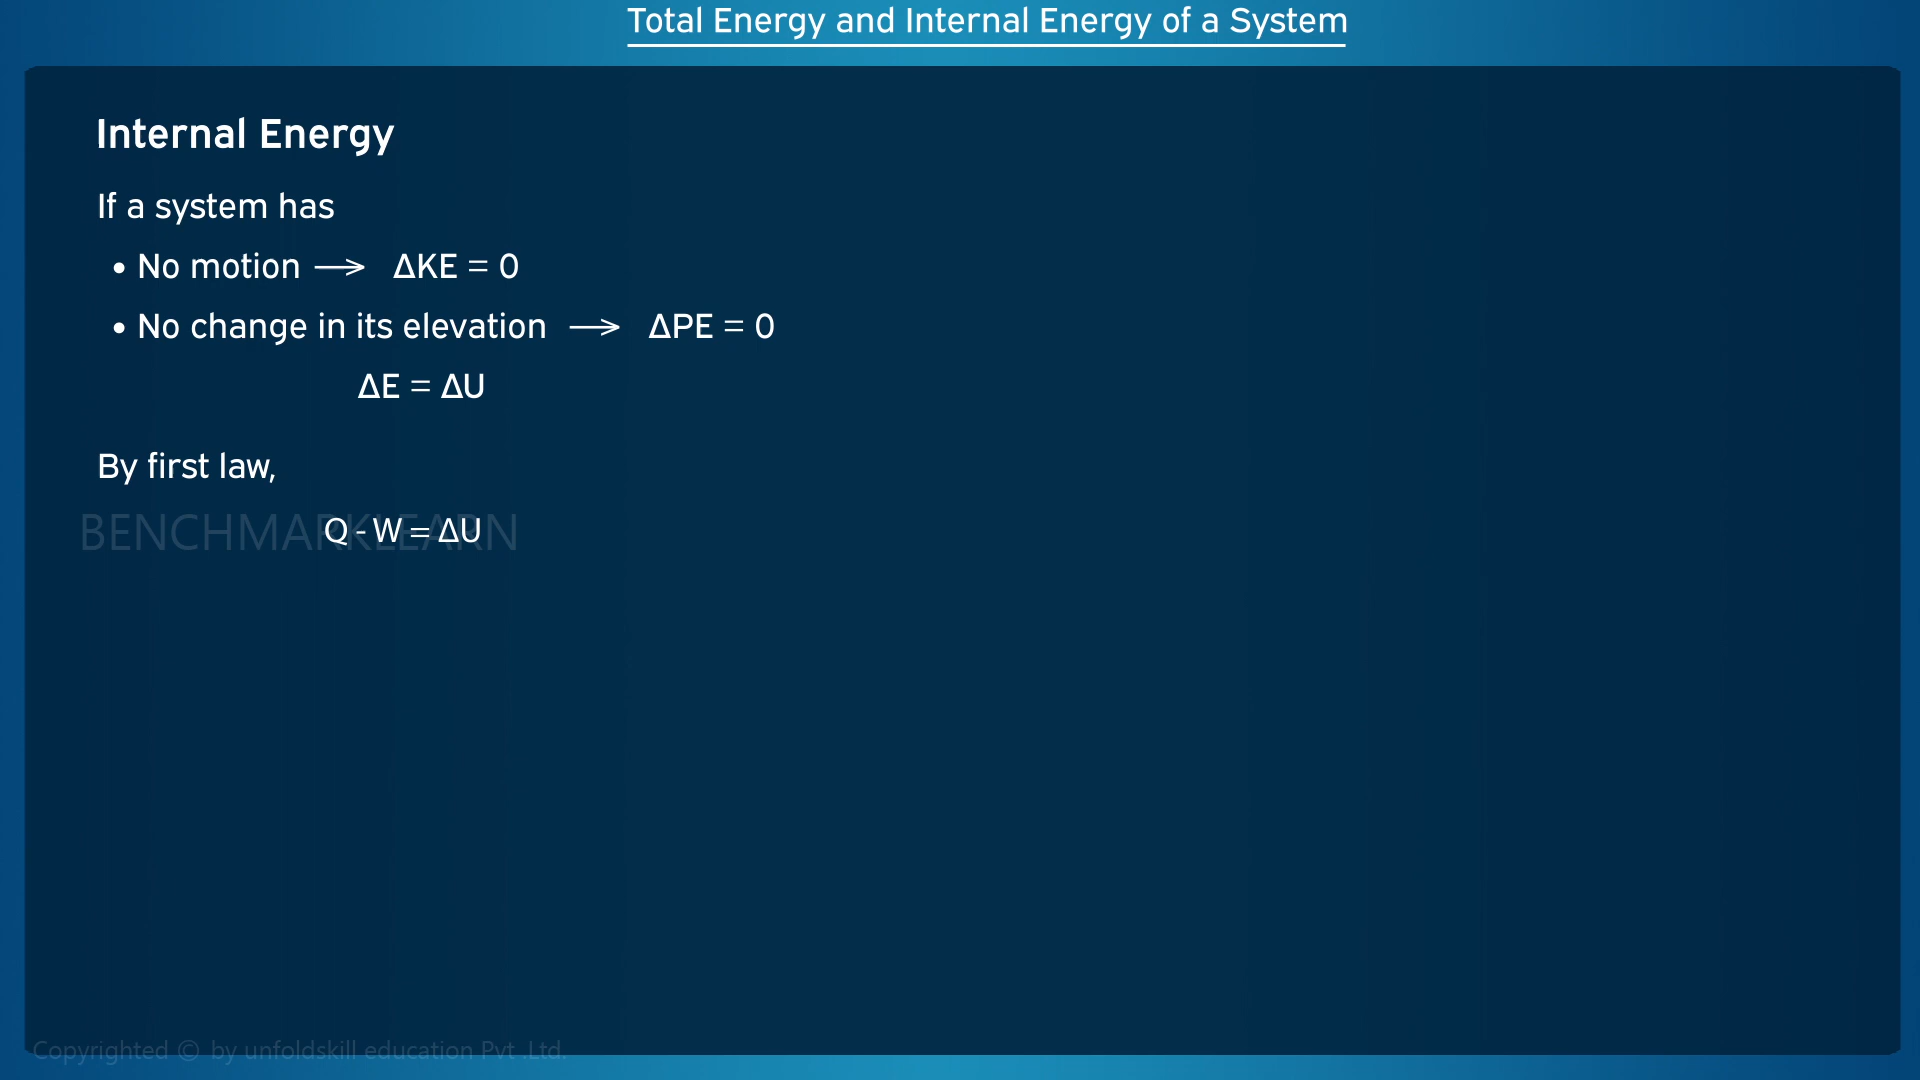 Total Energy and Internal Energy of a System
Internal Energy
If a system has
• No motion ⟶ ΔKE = 0
• No change in its elevation ⟶ ΔPE = 0
ΔE = ΔU
By first law,
BENCHMARKLEARN
Q - W = ΔU
Copyrighted © by unfoldskill education Pvt .Ltd.